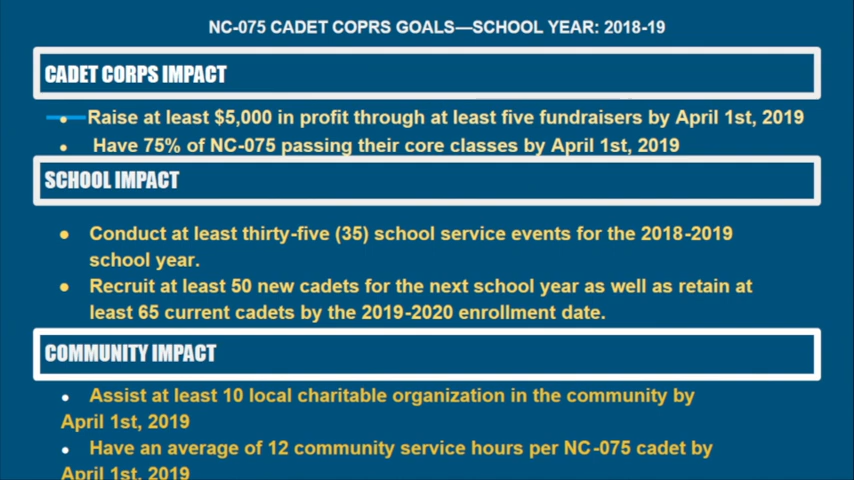 NC-075 CADET COPRS GOALS—SCHOOL YEAR: 2018-19
CADET CORPS IMPACT
• Raise at least $5,000 in profit through at least five fundraisers by April 1st, 2019
• Have 75% of NC-075 passing their core classes by April 1st, 2019
SCHOOL IMPACT
• Conduct at least thirty-five (35) school service events for the 2018-2019
school year.
• Recruit at least 50 new cadets for the next school year as well as retain at
least 65 current cadets by the 2019-2020 enrollment date.
COMMUNITY IMPACT
• Assist at least 10 local charitable organization in the community by
April 1st, 2019
• Have an average of 12 community service hours per NC-075 cadet by
April 1st, 2019